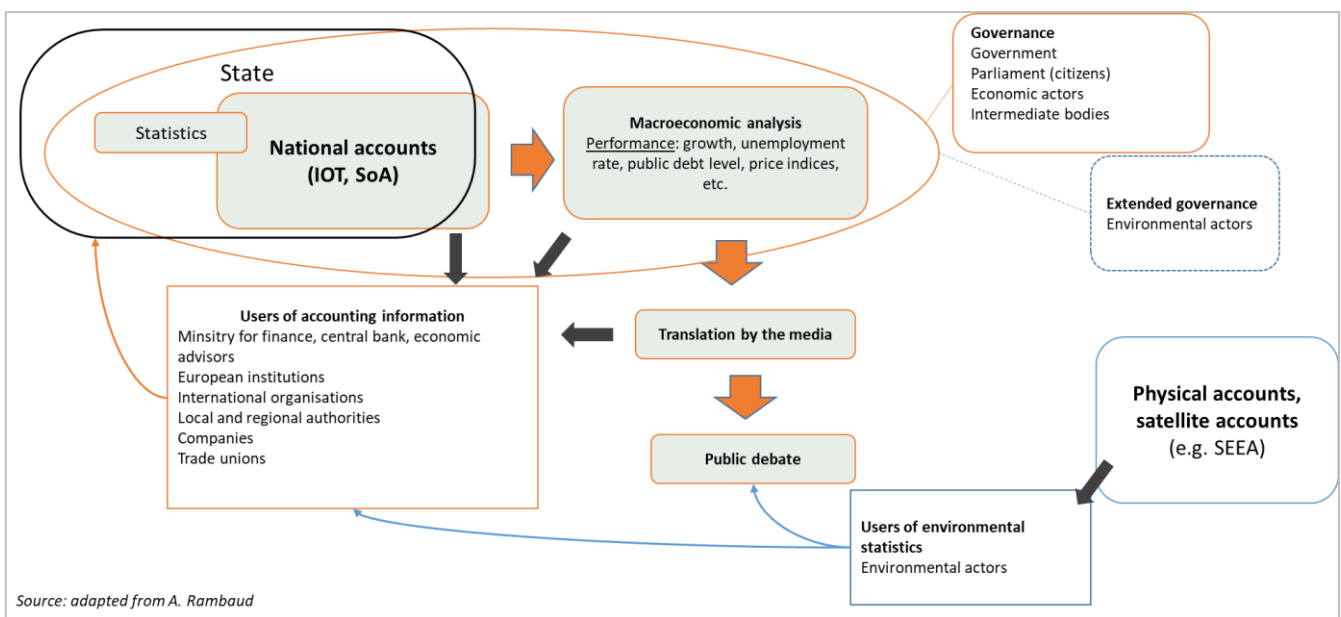 State
Statistics
National accounts
(IOT, SoA)
Macroeconomic analysis
Performance: growth, unemployment
rate, public debt level, price indices,
etc.
Governance
Government
Parliament (citizens)
Economic actors
Intermediate bodies
Extended governance
Environmental actors
Users of accounting information
Minsitry for finance, central bank, economic
advisors
European institutions
International organisations
Local and regional authorities
Companies
Trade unions
Translation by the media
Public debate
Physical accounts,
satellite accounts
(e.g. SEEA)
Users of environmental
statistics
Environmental actors
Source: adapted from A. Rambaud